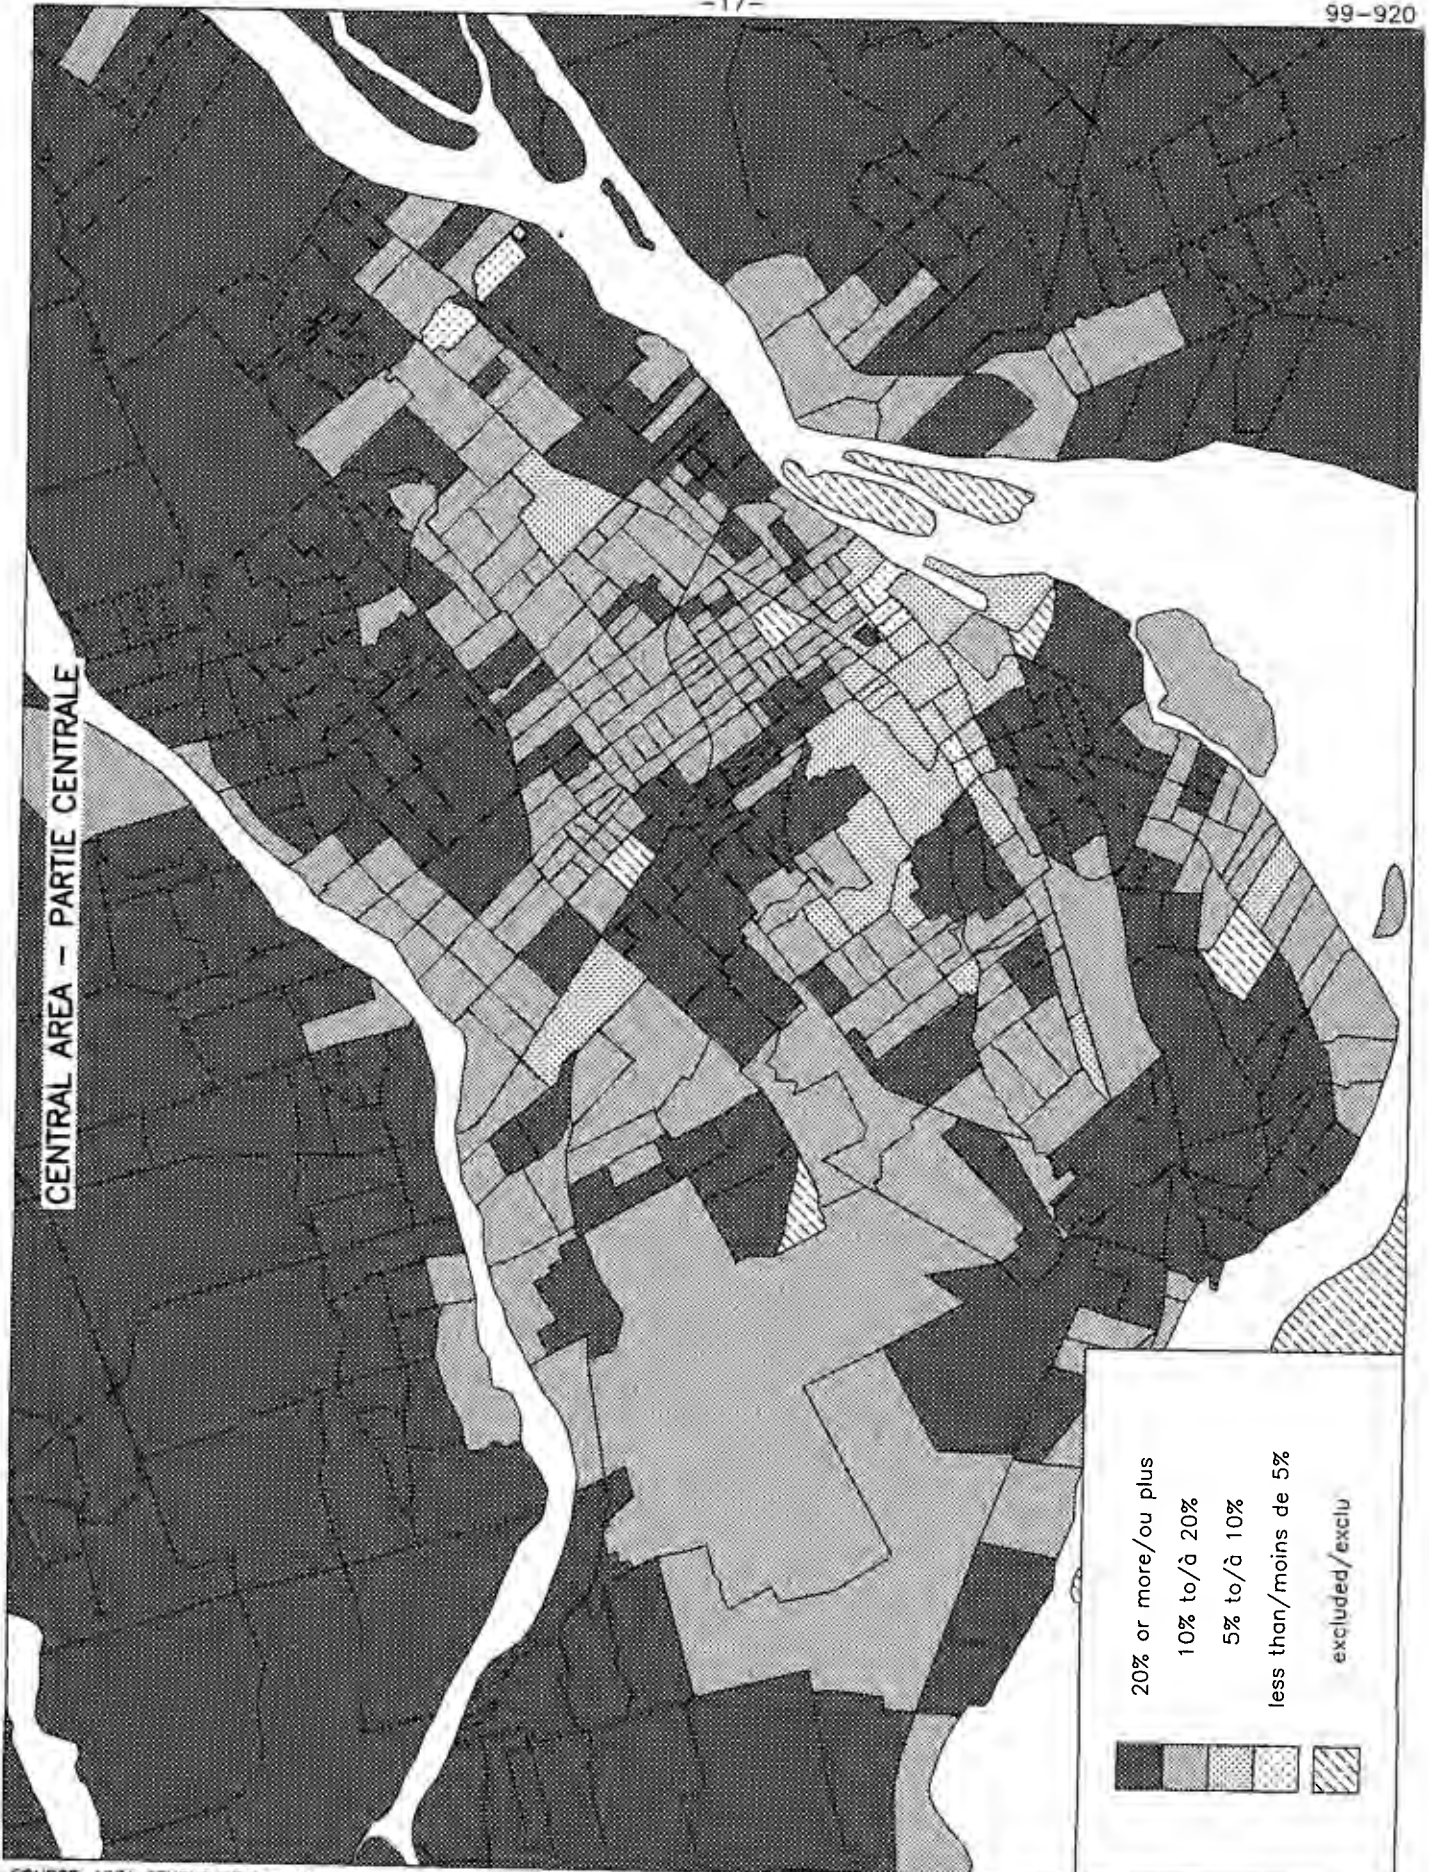 -17-
99-920
CENTRAL AREA - PARTIE CENTRALE
20% or more/ou plus
10% to/à 20%
5% to/à 10%
less than/moins de 5%
excluded/exclu